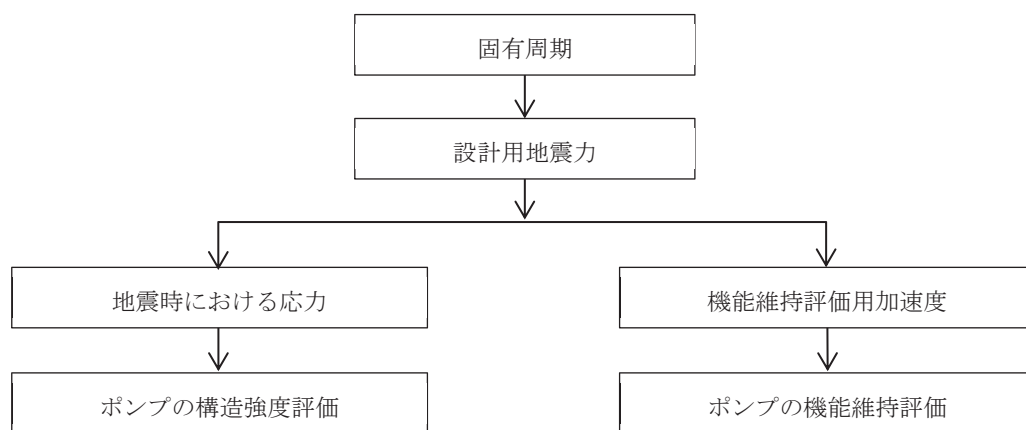 固有周期
設計用地震力
地震時における応力
機能維持評価用加速度
ポンプの構造強度評価
ポンプの機能維持評価